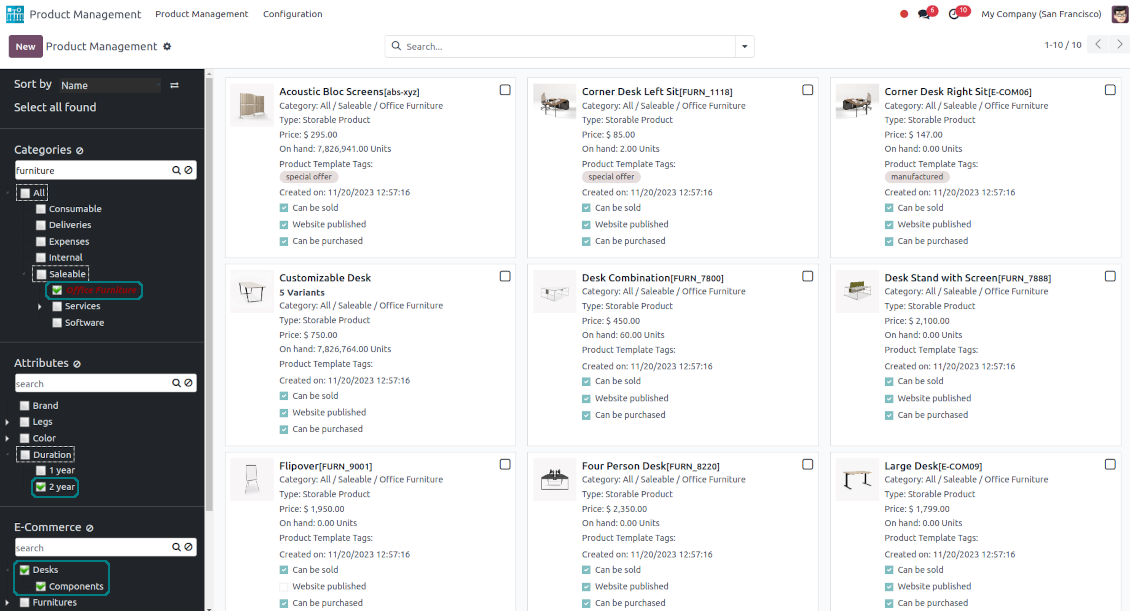 Product Management
Product Management
Configuration
6
10
My Company (San Francisco)
New
Product Management
Search...
1-10 / 10
Sort by
Name
Select all found
Categories
furniture
All
Consumable
Deliveries
Expenses
Internal
Saleable
Office Furniture
Services
Software
Attributes
search
Brand
Legs
Color
Duration
1 year
2 year
E-Commerce
search
Desks
Components
Furnitures
Acoustic Bloc Screens[abs-xyz]
Category: All / Saleable / Office Furniture
Type: Storable Product
Price: $ 295.00
On hand: 7,826,941.00 Units
Product Template Tags:
special offer
Created on: 11/20/2023 12:57:16
Can be sold
Website published
Can be purchased
Corner Desk Left Sit[FURN_1118]
Category: All / Saleable / Office Furniture
Type: Storable Product
Price: $ 85.00
On hand: 2.00 Units
Product Template Tags:
special offer
Created on: 11/20/2023 12:57:16
Can be sold
Website published
Can be purchased
Corner Desk Right Sit[E-COM06]
Category: All / Saleable / Office Furniture
Type: Storable Product
Price: $ 147.00
On hand: 0.00 Units
Product Template Tags:
manufactured
Created on: 11/20/2023 12:57:16
Can be sold
Website published
Can be purchased
Customizable Desk
5 Variants
Category: All / Saleable / Office Furniture
Type: Storable Product
Price: $ 750.00
On hand: 7,826,764.00 Units
Product Template Tags:
Created on: 11/20/2023 12:57:16
Can be sold
Website published
Can be purchased
Desk Combination[FURN_7800]
Category: All / Saleable / Office Furniture
Type: Storable Product
Price: $ 450.00
On hand: 60.00 Units
Product Template Tags:
Created on: 11/20/2023 12:57:16
Can be sold
Website published
Can be purchased
Desk Stand with Screen[FURN_7888]
Category: All / Saleable / Office Furniture
Type: Storable Product
Price: $ 2,100.00
On hand: 0.00 Units
Product Template Tags:
Created on: 11/20/2023 12:57:16
Can be sold
Website published
Can be purchased
Flipover[FURN_9001]
Category: All / Saleable / Office Furniture
Type: Storable Product
Price: $ 1,950.00
On hand: 0.00 Units
Product Template Tags:
Created on: 11/20/2023 12:57:16
Can be sold
Website published
Can be purchased
Four Person Desk[FURN_8220]
Category: All / Saleable / Office Furniture
Type: Storable Product
Price: $ 2,350.00
On hand: 0.00 Units
Product Template Tags:
Created on: 11/20/2023 12:57:16
Can be sold
Website published
Can be purchased
Large Desk[E-COM09]
Category: All / Saleable / Office Furniture
Type: Storable Product
Price: $ 1,799.00
On hand: 0.00 Units
Product Template Tags:
Created on: 11/20/2023 12:57:16
Can be sold
Website published
Can be purchased